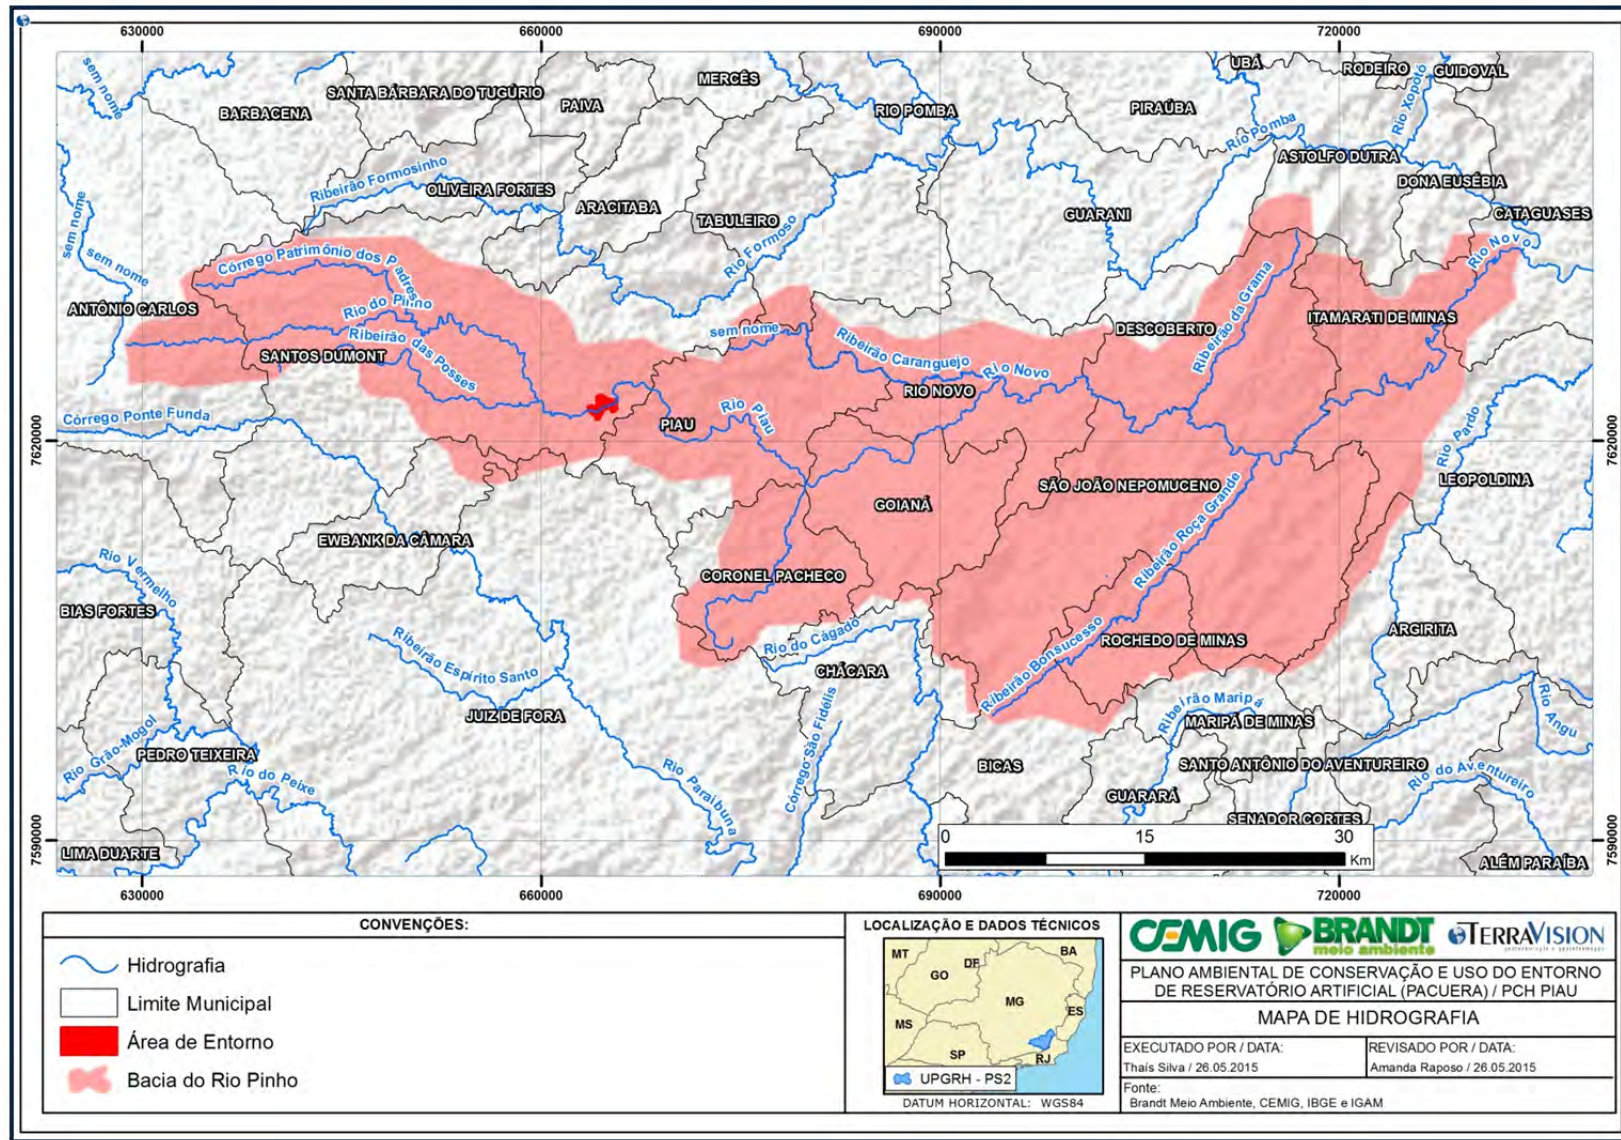 630000
660000
690000
720000
sem nome
BARBACENA
SANTA BÁRBARA DO TUGÚRIO
PAIVA
MERCÊS
RIO POMBA
UBÁ
RODEIRO
GUIDOVAL
PIRAÚBA
Rio Xopotó
Rio Pomba
ASTOLFO DUTRA
DONA EUSÉBIA
CATAGUASES
Rio Novo
Ribeirão Formosinho
OLIVEIRA FORTES
ARACITABA
TABULEIRO
GUARANI
Rio Formoso
sem nome
sem nome
Córrego Patrimônio dos Padres
Rio do Pinho
ANTÔNIO CARLOS
SANTOS DUMONT
Ribeirão das Posses
sem nome
Ribeirão Caranguejo
Rio Novo
RIO NOVO
DESCOBERTO
Ribeirão da Grama
ITAMARATI DE MINAS
Córrego Ponte Funda
PIAU
Rio Piau
7620000
7620000
Rio Pardo
LEOPOLDINA
GOIANÁ
SÃO JOÃO NEPOMUCENO
Ribeirão Roça Grande
EWBANK DA CÂMARA
Rio Vermelho
BIAS FORTES
CORONEL PACHECO
Ribeirão Espírito Santo
Rio do Cágado
CHÁCARA
ROCHEDO DE MINAS
Ribeirão Bonsucesso
ARGIRITA
JUIZ DE FORA
Córrego São Fidélis
Ribeirão Maripá
MARIPÁ DE MINAS
Rio Angu
Rio Grão-Mogol
PEDRO TEIXEIRA
Rio do Peixe
Rio Paraibuna
BICAS
SANTO ANTÔNIO DO AVENTUREIRO
Rio do Aventureiro
GUARARÁ
SENADOR CORTES
LIMA DUARTE
ALÉM PARAÍBA
7590000
7590000
0 15 30
Km
630000
660000
690000
720000
CONVENÇÕES:
Hidrografia
Limite Municipal
Área de Entorno
Bacia do Rio Pinho
LOCALIZAÇÃO E DADOS TÉCNICOS
MT
GO
DF
BA
MG
ES
MS
SP
RJ
UPGRH - PS2
DATUM HORIZONTAL: WGS84
CEMIG
BRANDT
meio ambiente
TERRAVISION
PLANO AMBIENTAL DE CONSERVAÇÃO E USO DO ENTORNO
DE RESERVATÓRIO ARTIFICIAL (PACUERA) / PCH PIAU
MAPA DE HIDROGRAFIA
EXECUTADO POR / DATA:
Thaís Silva / 26.05.2015
REVISADO POR / DATA:
Amanda Raposo / 26.05.2015
Fonte:
Brandt Meio Ambiente, CEMIG, IBGE e IGAM